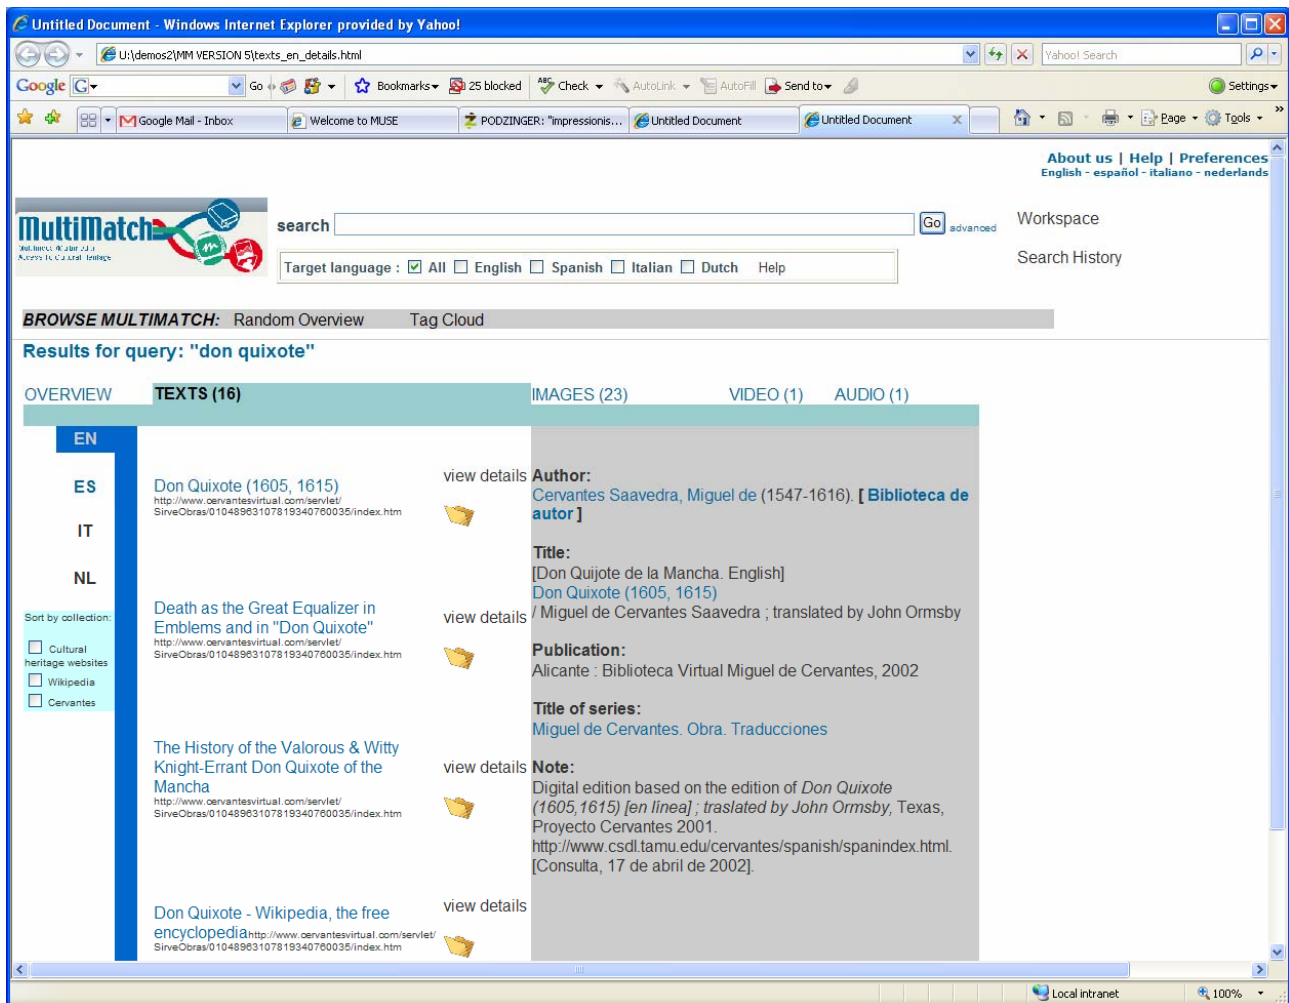 Untitled Document - Windows Internet Explorer provided by Yahoo!
U:\demos2\MM VERSION 5\texts_en_details.html
Yahoo! Search
Google G
Go
Bookmarks
25 blocked
Check
AutoLink
AutoFill
Send to
Settings
Google Mail - Inbox
Welcome to MUSE
PODZINGER: "impressionis...
Untitled Document
Untitled Document
Page
Tools
About us | Help | Preferences
English - español - italiano - nederlands
MultiMatch
search
Go
advanced
Workspace
Target language : All English Spanish Italian Dutch Help
Search History
BROWSE MULTIMATCH: Random Overview Tag Cloud
Results for query: "don quixote"
OVERVIEW
TEXTS (16)
IMAGES (23)
VIDEO (1)
AUDIO (1)
EN
ES
IT
NL
Sort by collection:
Cultural
heritage websites
Wikipedia
Cervantes
Don Quixote (1605, 1615)
http://www.cervantesvirtual.com/servlet/
SirveObras/01048963107819340760035/index.htm
view details
Death as the Great Equalizer in
Emblems and in "Don Quixote"
http://www.cervantesvirtual.com/servlet/
SirveObras/01048963107819340760035/index.htm
view details
The History of the Valorous & Witty
Knight-Errant Don Quixote of the
Mancha
http://www.cervantesvirtual.com/servlet/
SirveObras/01048963107819340760035/index.htm
view details
Don Quixote - Wikipedia, the free
encyclopediahttp://www.cervantesvirtual.com/servlet/
SirveObras/01048963107819340760035/index.htm
view details
Author:
Cervantes Saavedra, Miguel de (1547-1616). [ Biblioteca de
autor ]
Title:
[Don Quijote de la Mancha. English]
Don Quixote (1605, 1615)
/ Miguel de Cervantes Saavedra ; translated by John Ormsby
Publication:
Alicante : Biblioteca Virtual Miguel de Cervantes, 2002
Title of series:
Miguel de Cervantes. Obra. Traducciones
Note:
Digital edition based on the edition of Don Quixote
(1605,1615) [en línea] ; traslated by John Ormsby, Texas,
Proyecto Cervantes 2001.
http://www.csdl.tamu.edu/cervantes/spanish/spanindex.html.
[Consulta, 17 de abril de 2002].
Local intranet
100%